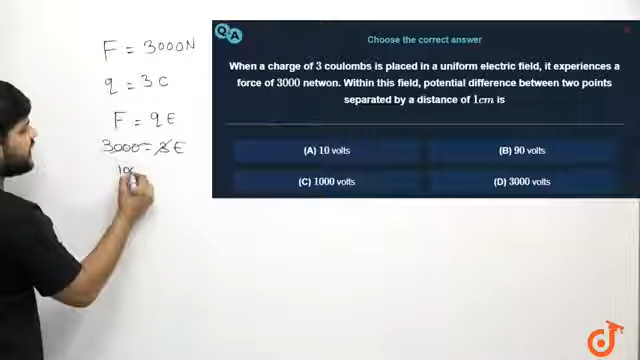 F = 3000N
q = 3 C
F = qE
3000 = 3 E
Q A
Choose the correct answer
When a charge of 3 coulombs is placed in a uniform electric field, it experiences a
force of 3000 netwon. Within this field, potential difference between two points
separated by a distance of 1cm is
(A) 10 volts
(B) 90 volts
(C) 1000 volts
(D) 3000 volts